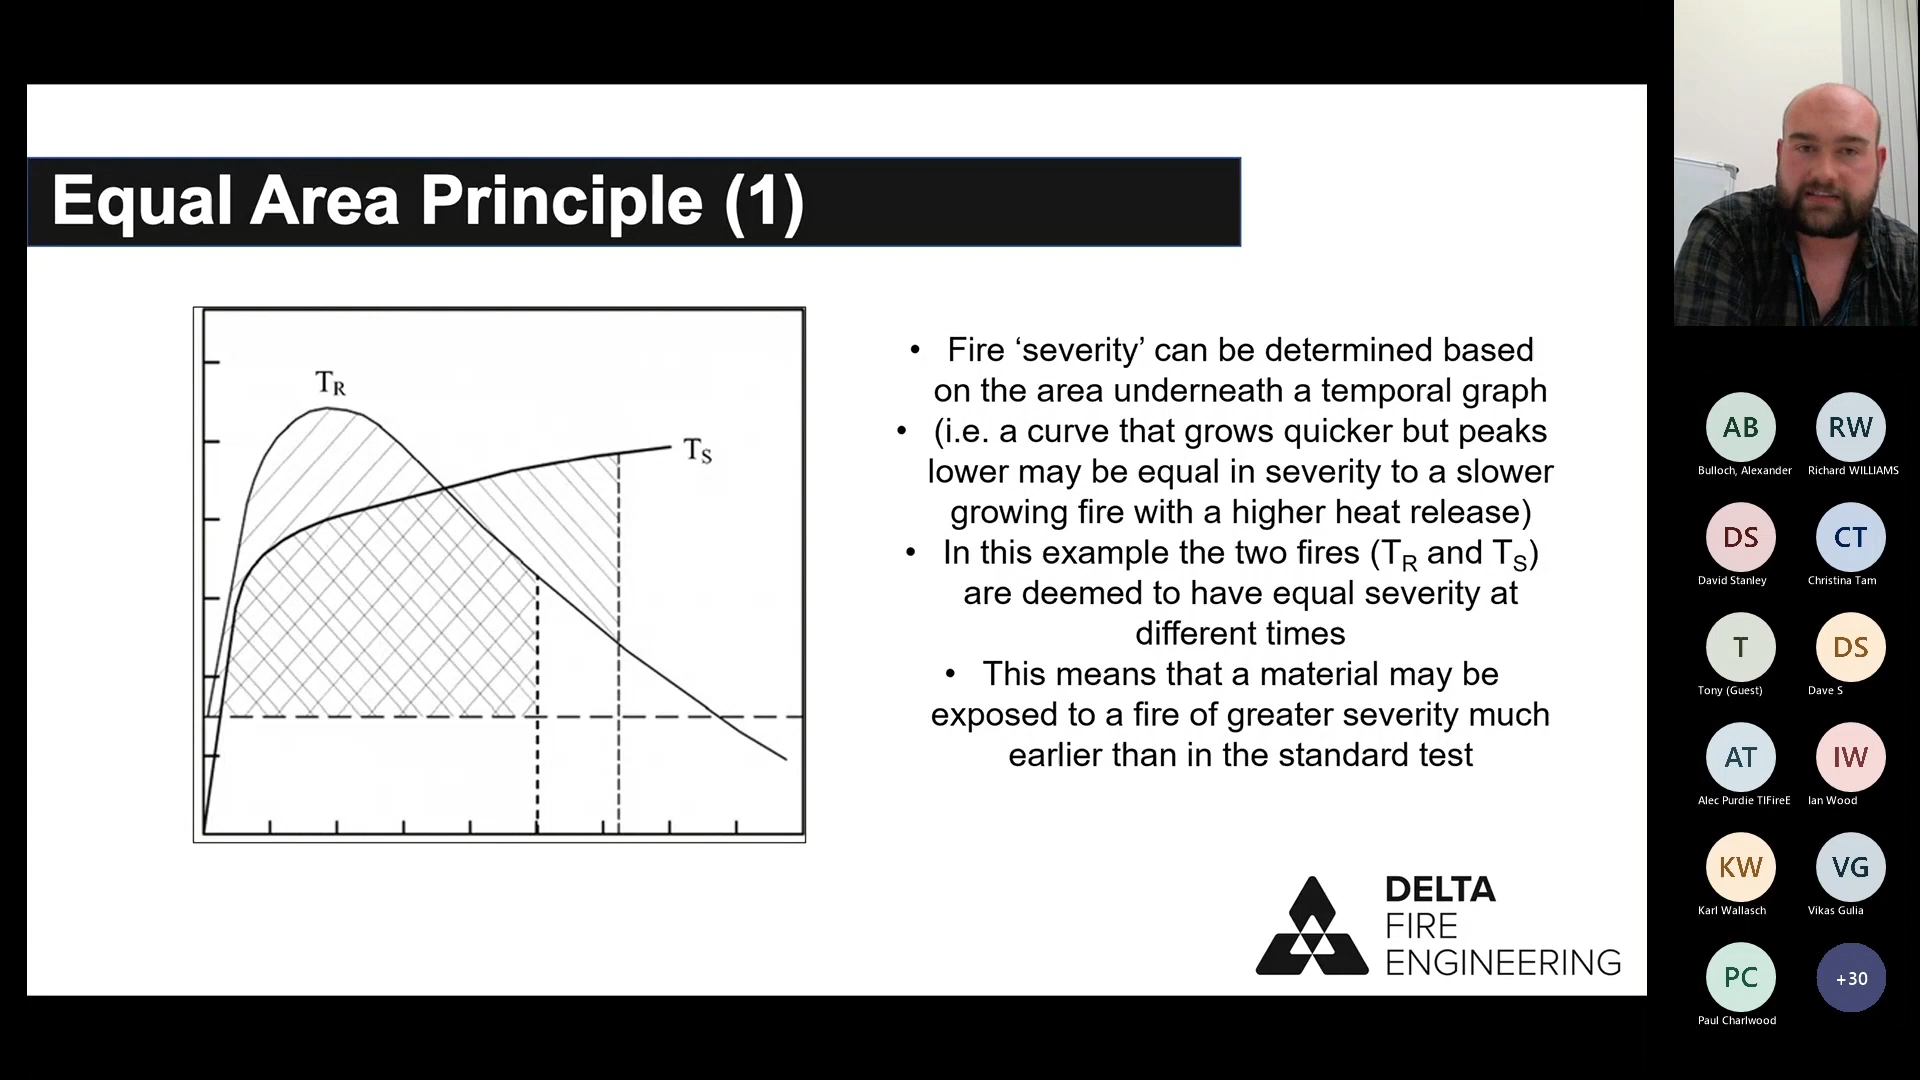 Equal Area Principle (1)
TR
TS
• Fire ‘severity’ can be determined based
on the area underneath a temporal graph
• (i.e. a curve that grows quicker but peaks
lower may be equal in severity to a slower
growing fire with a higher heat release)
• In this example the two fires (TR and TS)
are deemed to have equal severity at
different times
• This means that a material may be
exposed to a fire of greater severity much
earlier than in the standard test
DELTA
FIRE
ENGINEERING
AB
Bulloch, Alexander
RW
Richard WILLIAMS
DS
David Stanley
CT
Christina Tam
T
Tony (Guest)
DS
Dave S
AT
Alec Purdie TIFireE
IW
Ian Wood
KW
Karl Wallasch
VG
Vikas Gulia
PC
Paul Charlwood
+30